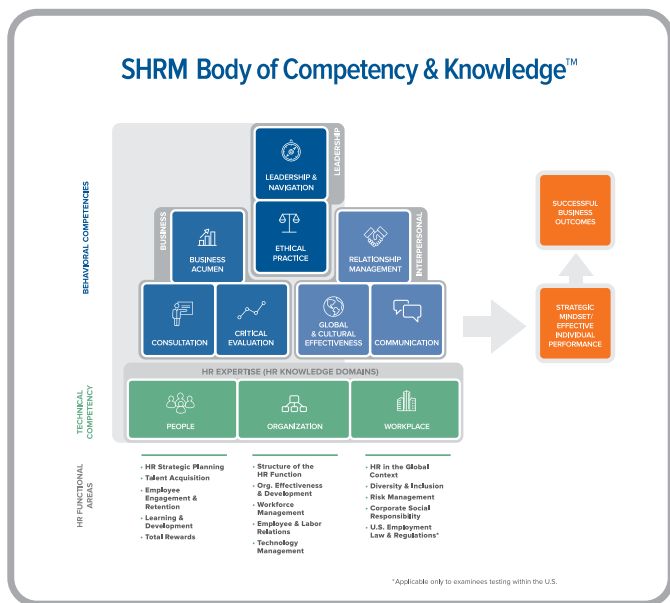 SHRM Body of Competency & Knowledge™
BEHAVIORAL COMPETENCIES
LEADERSHIP
LEADERSHIP &
NAVIGATION
ETHICAL
PRACTICE
BUSINESS
BUSINESS
ACUMEN
CONSULTATION
CRITICAL
EVALUATION
INTERPERSONAL
RELATIONSHIP
MANAGEMENT
GLOBAL
& CULTURAL
EFFECTIVENESS
COMMUNICATION
SUCCESSFUL
BUSINESS
OUTCOMES
STRATEGIC
MINDSET/
EFFECTIVE
INDIVIDUAL
PERFORMANCE
TECHNICAL
COMPETENCY
HR EXPERTISE (HR KNOWLEDGE DOMAINS)
PEOPLE
ORGANIZATION
WORKPLACE
HR FUNCTIONAL
AREAS
• HR Strategic Planning
• Talent Acquisition
• Employee
Engagement &
Retention
• Learning &
Development
• Total Rewards
• Structure of the
HR Function
• Org. Effectiveness
& Development
• Workforce
Management
• Employee & Labor
Relations
• Technology
Management
• HR in the Global
Context
• Diversity & Inclusion
• Risk Management
• Corporate Social
Responsibility
• U.S. Employment
Law & Regulations*
*Applicable only to examinees testing within the U.S.